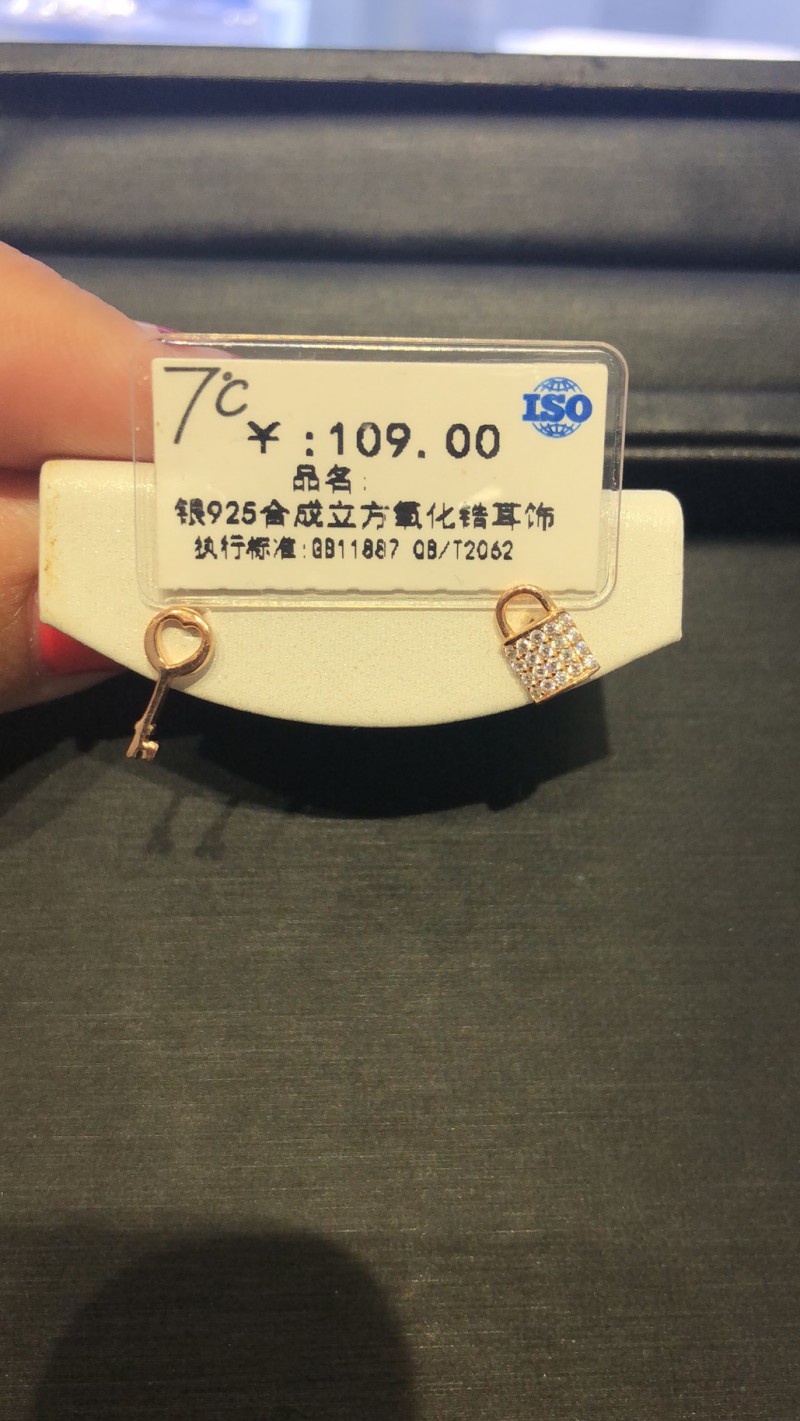 7℃
ISO
¥:109.00
品名:
银925合成立方氧化锆耳饰
执行标准:GB11887 QB/T2062